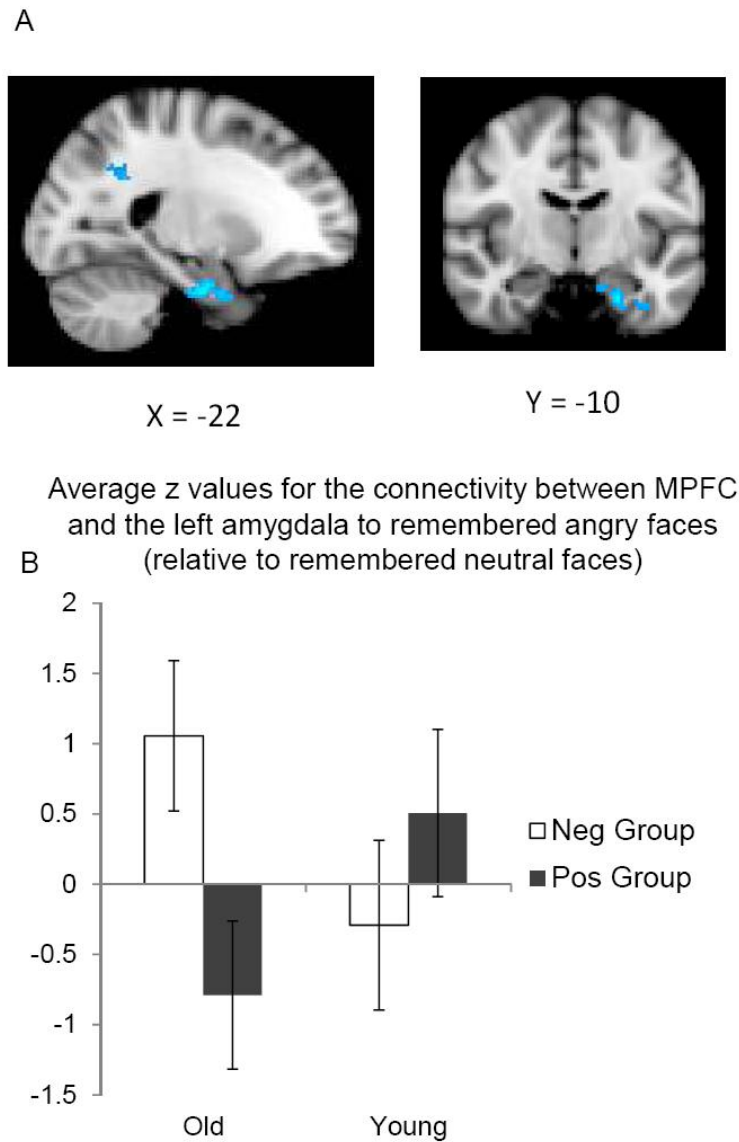 A
X = -22
Y = -10
Average z values for the connectivity between MPFC
and the left amygdala to remembered angry faces
(relative to remembered neutral faces)
B
2
1.5
1
0.5
0
-0.5
-1
-1.5
Old
Young
Neg Group
Pos Group